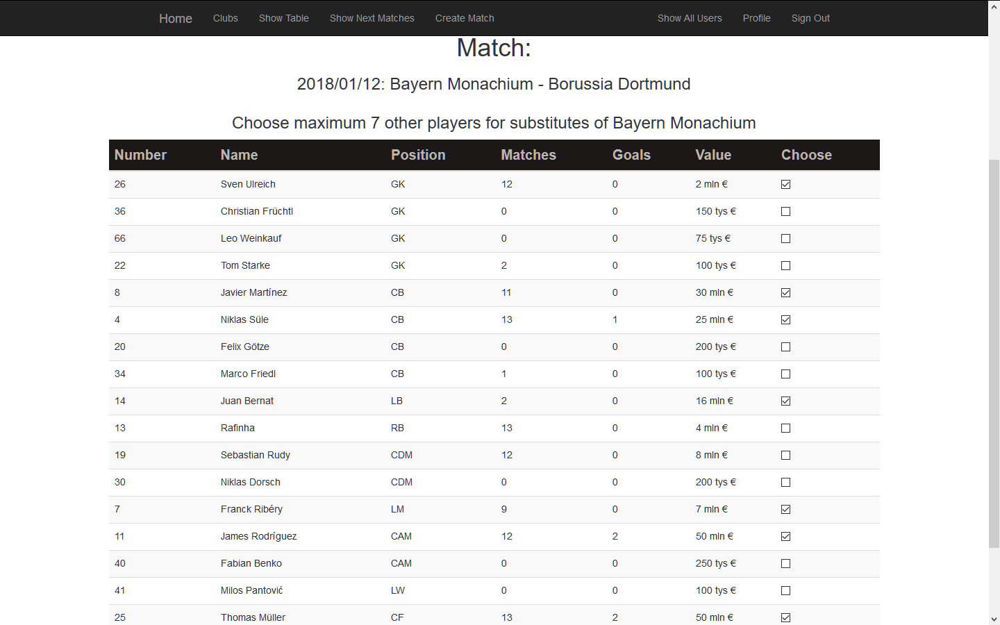 Home Clubs Show Table Show Next Matches Create Match Show All Users Profile Sign Out
Match:
2018/01/12: Bayern Monachium - Borussia Dortmund
Choose maximum 7 other players for substitutes of Bayern Monachium
Number Name Position Matches Goals Value Choose
26 Sven Ulreich GK 12 0 2 mln €
36 Christian Früchtl GK 0 0 150 tys €
66 Leo Weinkauf GK 0 0 75 tys €
22 Tom Starke GK 2 0 100 tys €
8 Javier Martínez CB 11 0 30 mln €
4 Niklas Süle CB 13 1 25 mln €
20 Felix Götze CB 0 0 200 tys €
34 Marco Friedl CB 1 0 100 tys €
14 Juan Bernat LB 2 0 16 mln €
13 Rafinha RB 13 0 4 mln €
19 Sebastian Rudy CDM 12 0 8 mln €
30 Niklas Dorsch CDM 0 0 200 tys €
7 Franck Ribéry LM 9 0 7 mln €
11 James Rodríguez CAM 12 2 50 mln €
40 Fabian Benko CAM 0 0 250 tys €
41 Milos Pantović LW 0 0 100 tys €
25 Thomas Müller CF 13 2 50 mln €